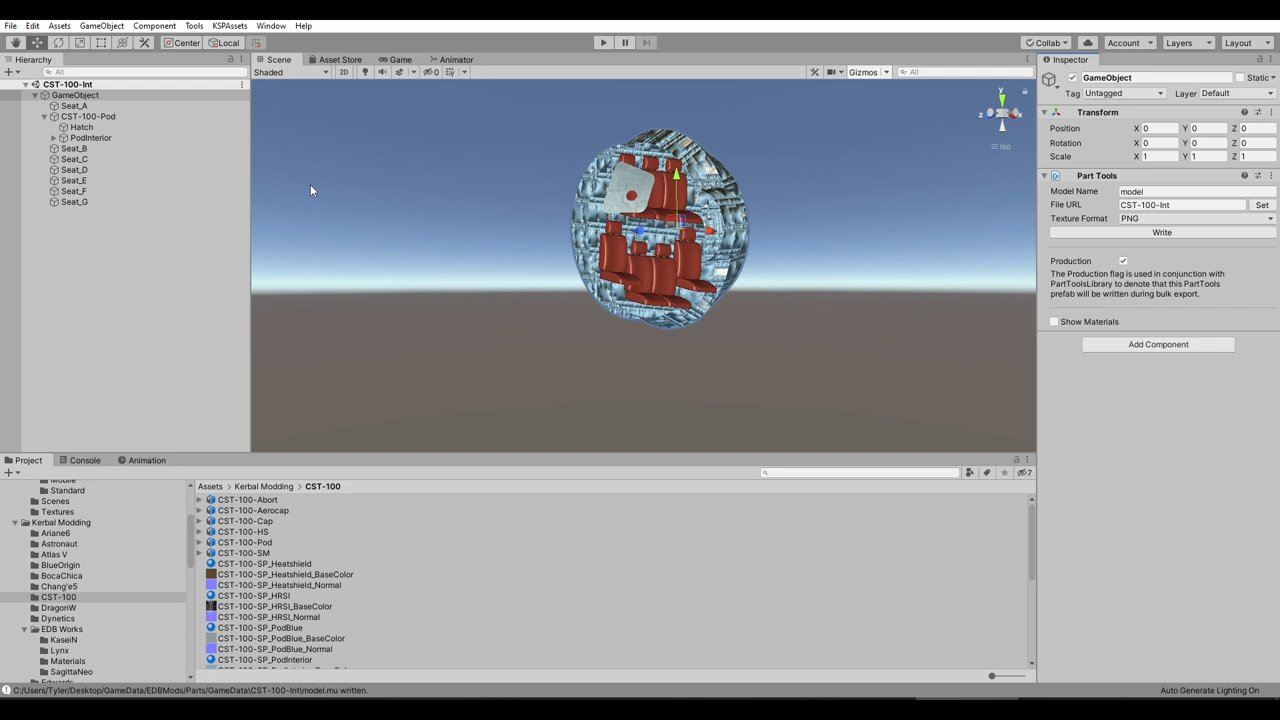 File Edit Assets GameObject Component Tools KSPAssets Window Help
Center Local Collab Account Layers Layout
Hierarchy
All
CST-100-Int
GameObject
Seat_A
CST-100-Pod
Hatch
PodInterior
Seat_B
Seat_C
Seat_D
Seat_E
Seat_F
Seat_G
Scene Asset Store Game Animator
Shaded 2D 0 Gizmos All
y
z x
Iso
Inspector
GameObject Static
Tag Untagged Layer Default
Transform
Position X 0 Y 0 Z 0
Rotation X 0 Y 0 Z 0
Scale X 1 Y 1 Z 1
Part Tools
Model Name model
File URL CST-100-Int Set
Texture Format PNG
Write
Production
The Production flag is used in conjunction with
PartToolsLibrary to denote that this PartTools
prefab will be written during bulk export.
Show Materials
Add Component
Project Console Animation
7
Standard
Scenes
Textures
Kerbal Modding
Ariane6
Astronaut
Atlas V
BlueOrigin
BocaChica
Chang'e5
CST-100
DragonW
Dynetics
EDB Works
KaseiN
Lynx
Materials
SagittaNeo
Assets Kerbal Modding CST-100
CST-100-Abort
CST-100-Aerocap
CST-100-Cap
CST-100-HS
CST-100-Pod
CST-100-SM
CST-100-SP_Heatshield
CST-100-SP_Heatshield_BaseColor
CST-100-SP_Heatshield_Normal
CST-100-SP_HRSI
CST-100-SP_HRSI_BaseColor
CST-100-SP_HRSI_Normal
CST-100-SP_PodBlue
CST-100-SP_PodBlue_BaseColor
CST-100-SP_PodBlue_Normal
CST-100-SP_PodInterior
C:/Users/Tyler/Desktop/GameData/EDBMods/Parts/GameData\CST-100-Int\model.mu written.
Auto Generate Lighting On